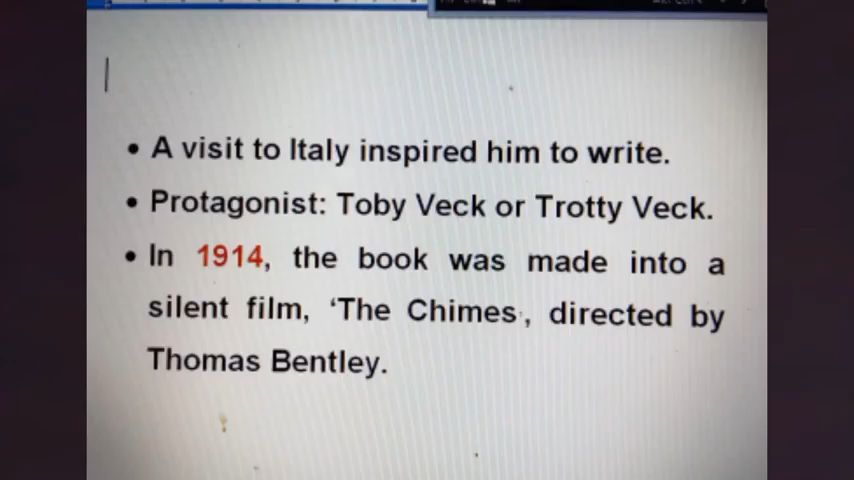 • A visit to Italy inspired him to write.
• Protagonist: Toby Veck or Trotty Veck.
• In 1914, the book was made into a
silent film, ‘The Chimes’, directed by
Thomas Bentley.